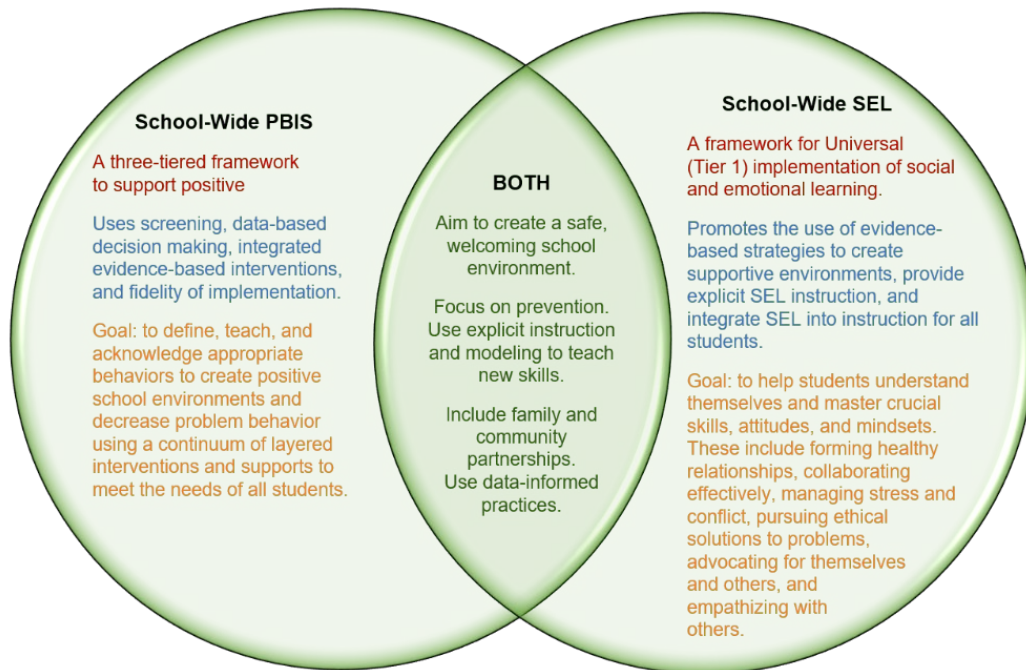 School-Wide PBIS
A three-tiered framework
to support positive
Uses screening, data-based
decision making, integrated
evidence-based interventions,
and fidelity of implementation.
Goal: to define, teach, and
acknowledge appropriate
behaviors to create positive
school environments and
decrease problem behavior
using a continuum of layered
interventions and supports to
meet the needs of all students.
BOTH
Aim to create a safe,
welcoming school
environment.
Focus on prevention.
Use explicit instruction
and modeling to teach
new skills.
Include family and
community
partnerships.
Use data-informed
practices.
School-Wide SEL
A framework for Universal
(Tier 1) implementation of social
and emotional learning.
Promotes the use of evidence-
based strategies to create
supportive environments, provide
explicit SEL instruction, and
integrate SEL into instruction for all
students.
Goal: to help students understand
themselves and master crucial
skills, attitudes, and mindsets.
These include forming healthy
relationships, collaborating
effectively, managing stress and
conflict, pursuing ethical
solutions to problems,
advocating for themselves
and others, and
empathizing with
others.